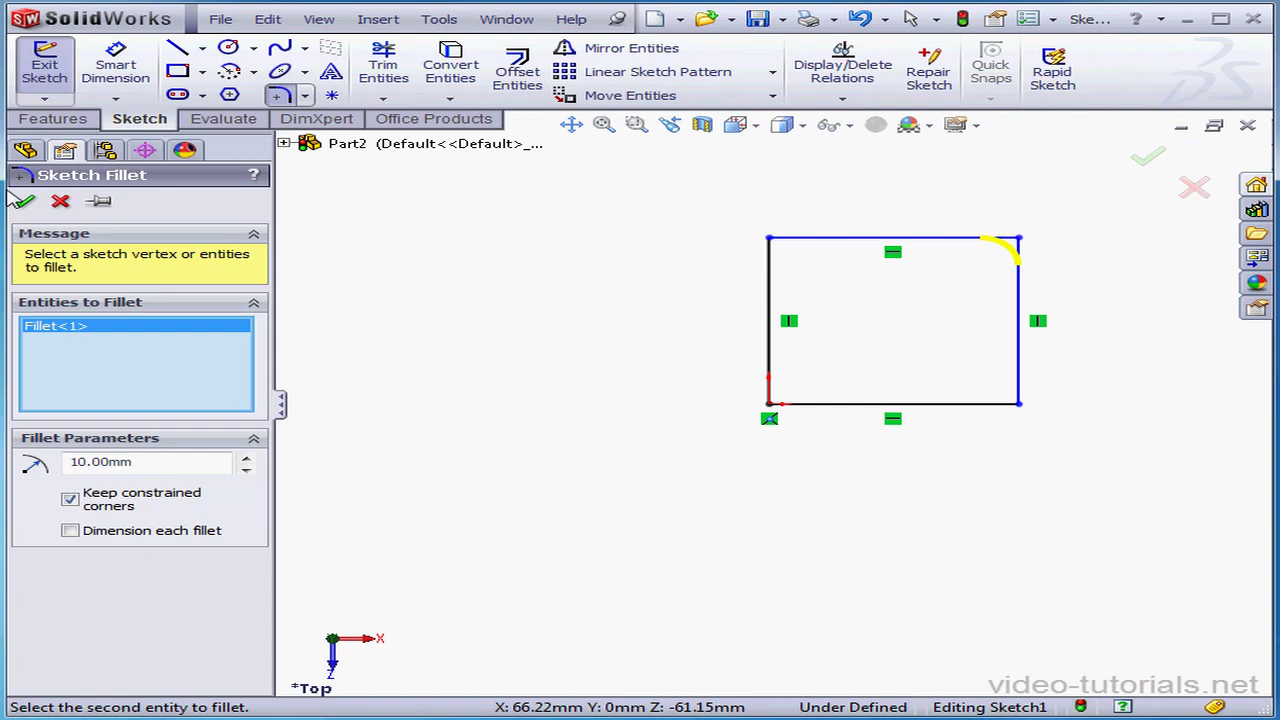 SolidWorks File Edit View Insert Tools Window Help Ske... ?
Exit Sketch
Smart Dimension
Trim Entities
Convert Entities
Offset Entities
Mirror Entities
Linear Sketch Pattern
Move Entities
Display/Delete Relations
Repair Sketch
Quick Snaps
Rapid Sketch
Features Sketch Evaluate DimXpert Office Products
Part2 (Default<<Default>_...
Sketch Fillet ?
Message
Select a sketch vertex or entities
to fillet.
Entities to Fillet
Fillet<1>
Fillet Parameters
10.00mm
Keep constrained
corners
Dimension each fillet
X
Z
*Top
video-tutorials.net
Select the second entity to fillet. X: 66.22mm Y: 0mm Z: -61.15mm Under Defined Editing Sketch1 ?